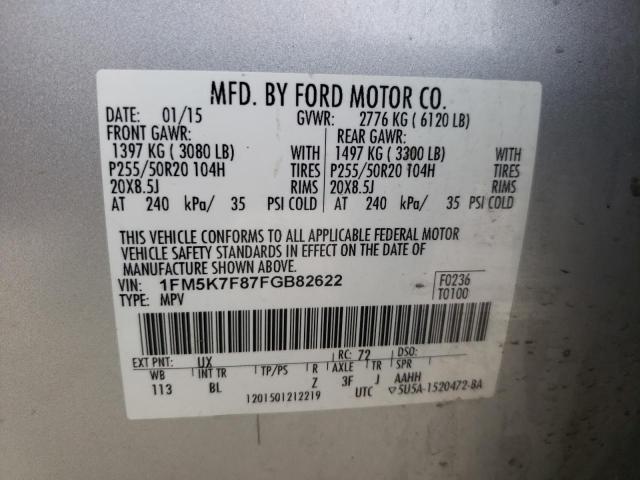 MFD. BY FORD MOTOR CO.
DATE: 01/15 GVWR: 2776 KG ( 6120 LB)
FRONT GAWR: REAR GAWR:
1397 KG ( 3080 LB) WITH 1497 KG ( 3300 LB) WITH
P255/50R20 104H TIRES P255/50R20 104H TIRES
20X8.5J RIMS 20X8.5J RIMS
AT 240 kPa/ 35 PSI COLD AT 240 kPa/ 35 PSI COLD
THIS VEHICLE CONFORMS TO ALL APPLICABLE FEDERAL MOTOR
VEHICLE SAFETY STANDARDS IN EFFECT ON THE DATE OF
MANUFACTURE SHOWN ABOVE.
VIN: 1FM5K7F87FGB82622 F0236
TYPE: MPV T0100
EXT PNT: UX RC: 72 DSO:
WB INT TR TP/PS R AXLE TR SPR
113 BL Z 3F J AAHH
1201501212219 UTC ▽5U5A-1520472-BA